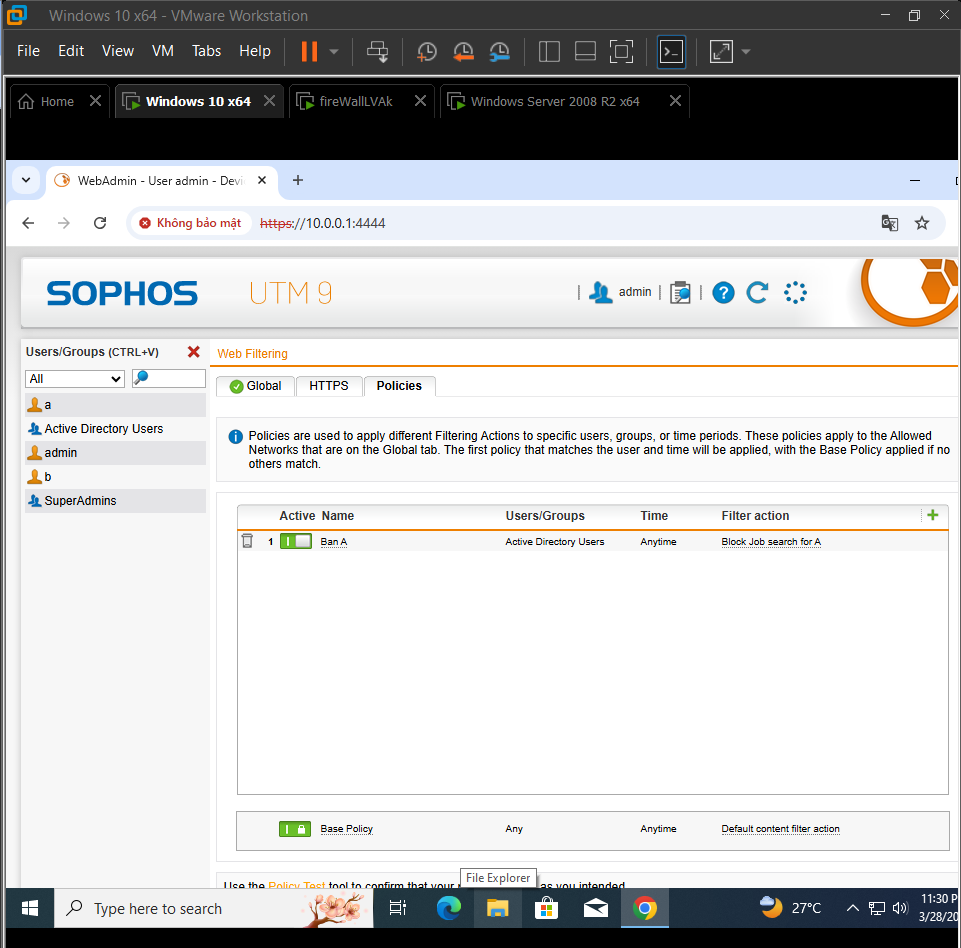 Windows 10 x64 - VMware Workstation
File Edit View VM Tabs Help
Home Windows 10 x64 fireWallLVAk Windows Server 2008 R2 x64
WebAdmin - User admin - Devi
Không bảo mật https://10.0.0.1:4444
SOPHOS UTM 9 | admin | | ?
Users/Groups (CTRL+V)
All
a
Active Directory Users
admin
b
SuperAdmins
Web Filtering
Global HTTPS Policies
Policies are used to apply different Filtering Actions to specific users, groups, or time periods. These policies apply to the Allowed
Networks that are on the Global tab. The first policy that matches the user and time will be applied, with the Base Policy applied if no
others match.
Active Name Users/Groups Time Filter action
1 Ban A Active Directory Users Anytime Block Job search for A
Base Policy Any Anytime Default content filter action
Use the Policy Test tool to confirm that your as you intended
File Explorer
Type here to search
27°C
11:30 P
3/28/20